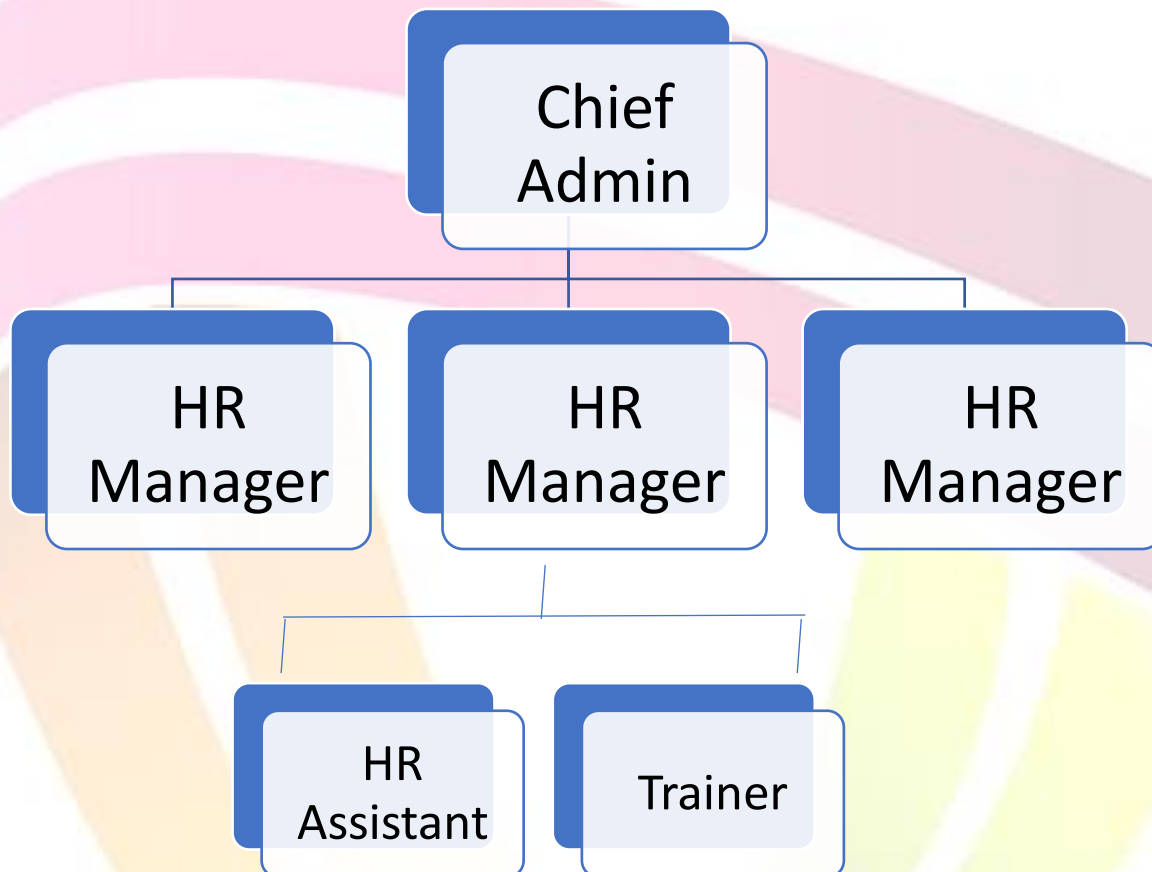 Chief
Admin
HR
Manager
HR
Manager
HR
Manager
HR
Assistant
Trainer